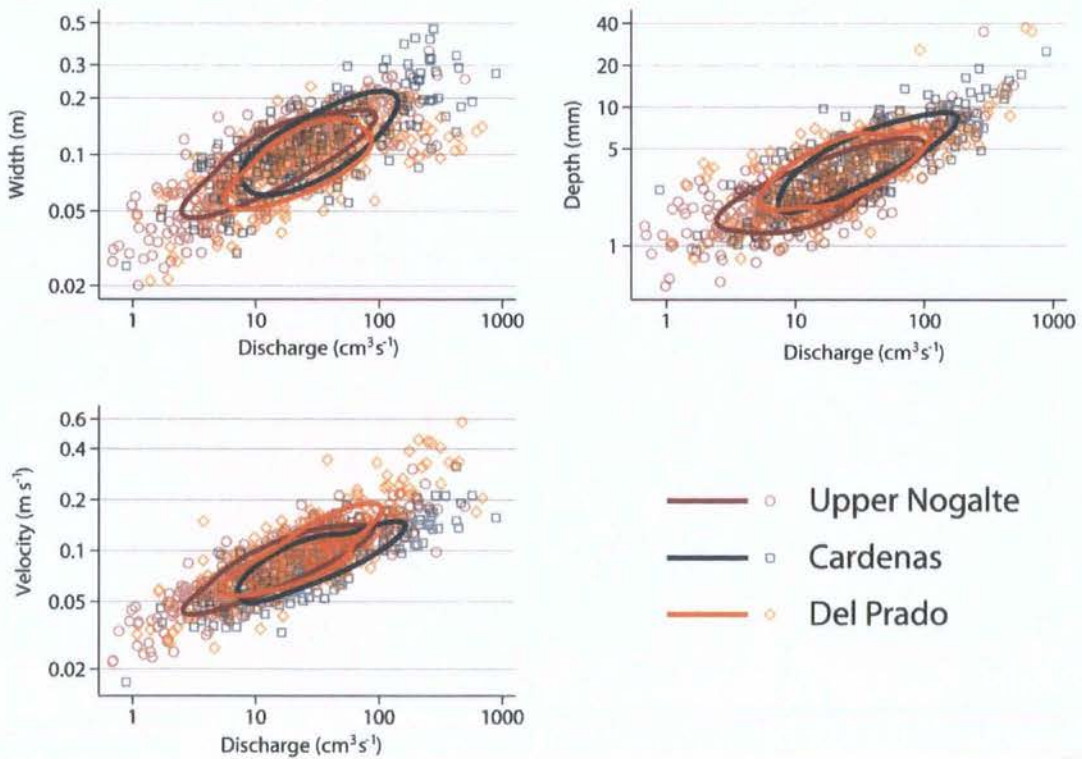 0.5
0.3
0.2
0.1
0.05
0.02
Width (m)
1 10 100 1000
Discharge (cm³s⁻¹)
40
20
10
5
1
Depth (mm)
1 10 100 1000
Discharge (cm³s⁻¹)
0.6
0.4
0.2
0.1
0.05
0.02
Velocity (m s⁻¹)
1 10 100 1000
Discharge (cm³s⁻¹)
Upper Nogalte
Cardenas
Del Prado